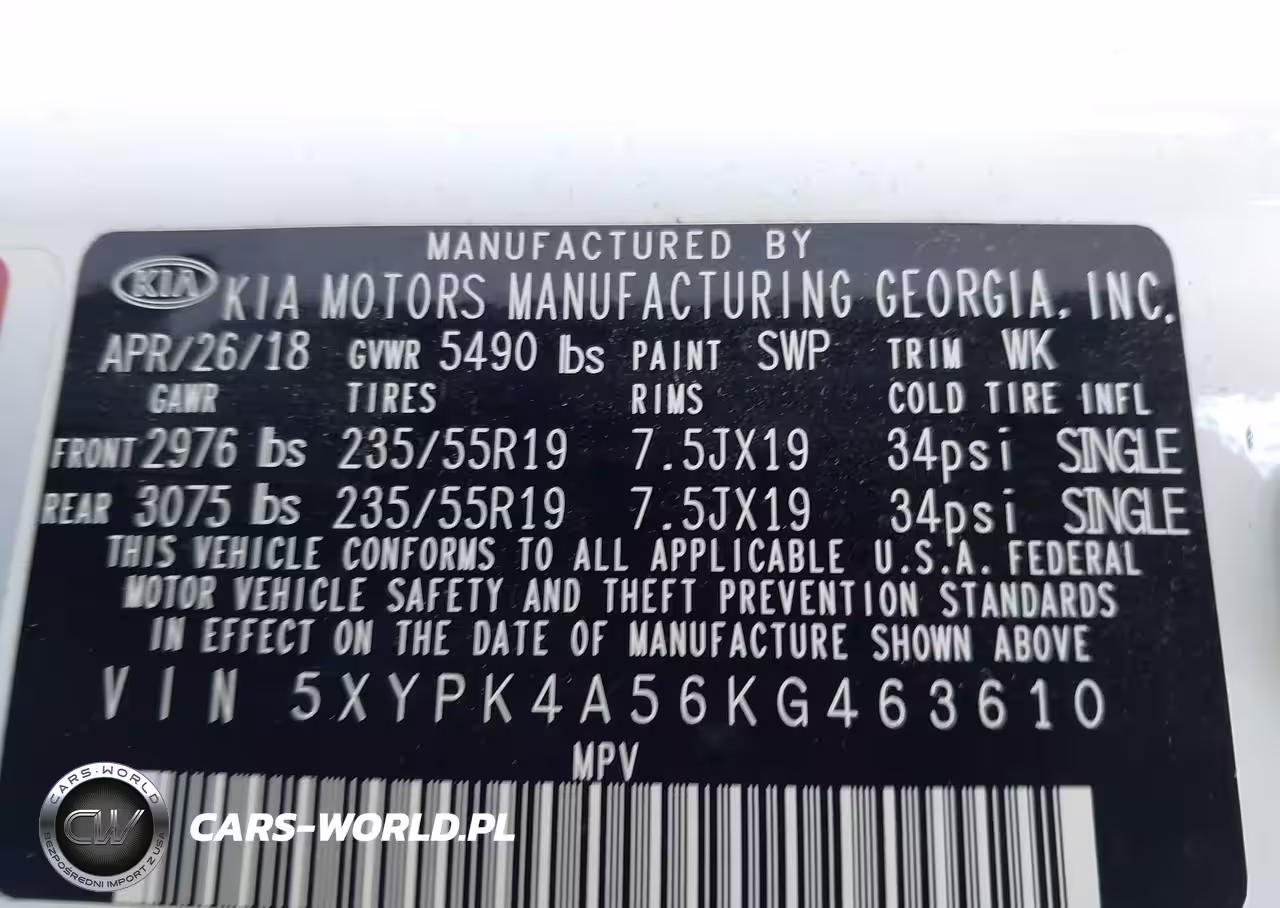 MANUFACTURED BY
KIA KIA MOTORS MANUFACTURING GEORGIA, INC.
APR/26/18 GVWR 5490 lbs PAINT SWP TRIM WK
GAWR TIRES RIMS COLD TIRE INFL
FRONT 2976 lbs 235/55R19 7.5JX19 34psi SINGLE
REAR 3075 lbs 235/55R19 7.5JX19 34psi SINGLE
THIS VEHICLE CONFORMS TO ALL APPLICABLE U.S.A. FEDERAL
MOTOR VEHICLE SAFETY AND THEFT PREVENTION STANDARDS
IN EFFECT ON THE DATE OF MANUFACTURE SHOWN ABOVE
VIN 5XYPK4A56KG463610
MPV
CARS-WORLD
CW
BEZPOŚREDNI IMPORT Z USA
CARS-WORLD.PL